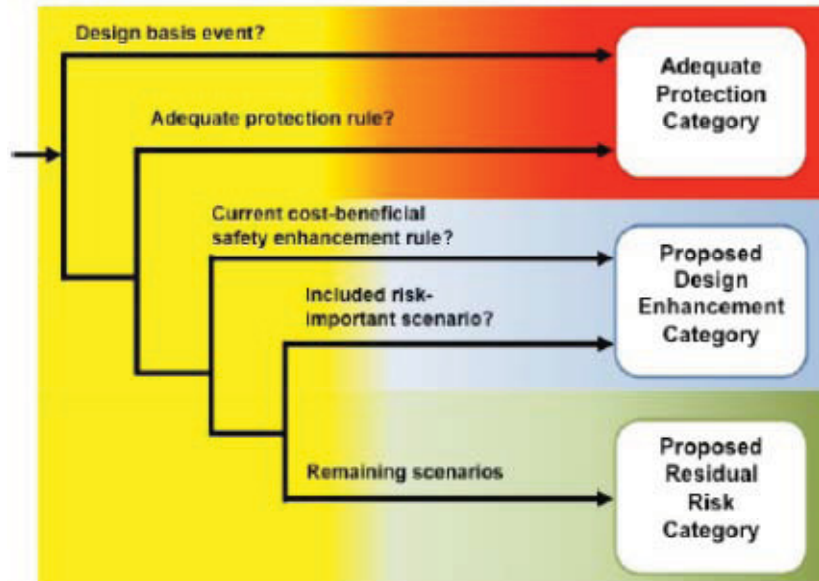 Design basis event?
Adequate
Protection
Category
Adequate protection rule?
Current cost-beneficial
safety enhancement rule?
Included risk-
important scenario?
Proposed
Design
Enhancement
Category
Remaining scenarios
Proposed
Residual
Risk
Category